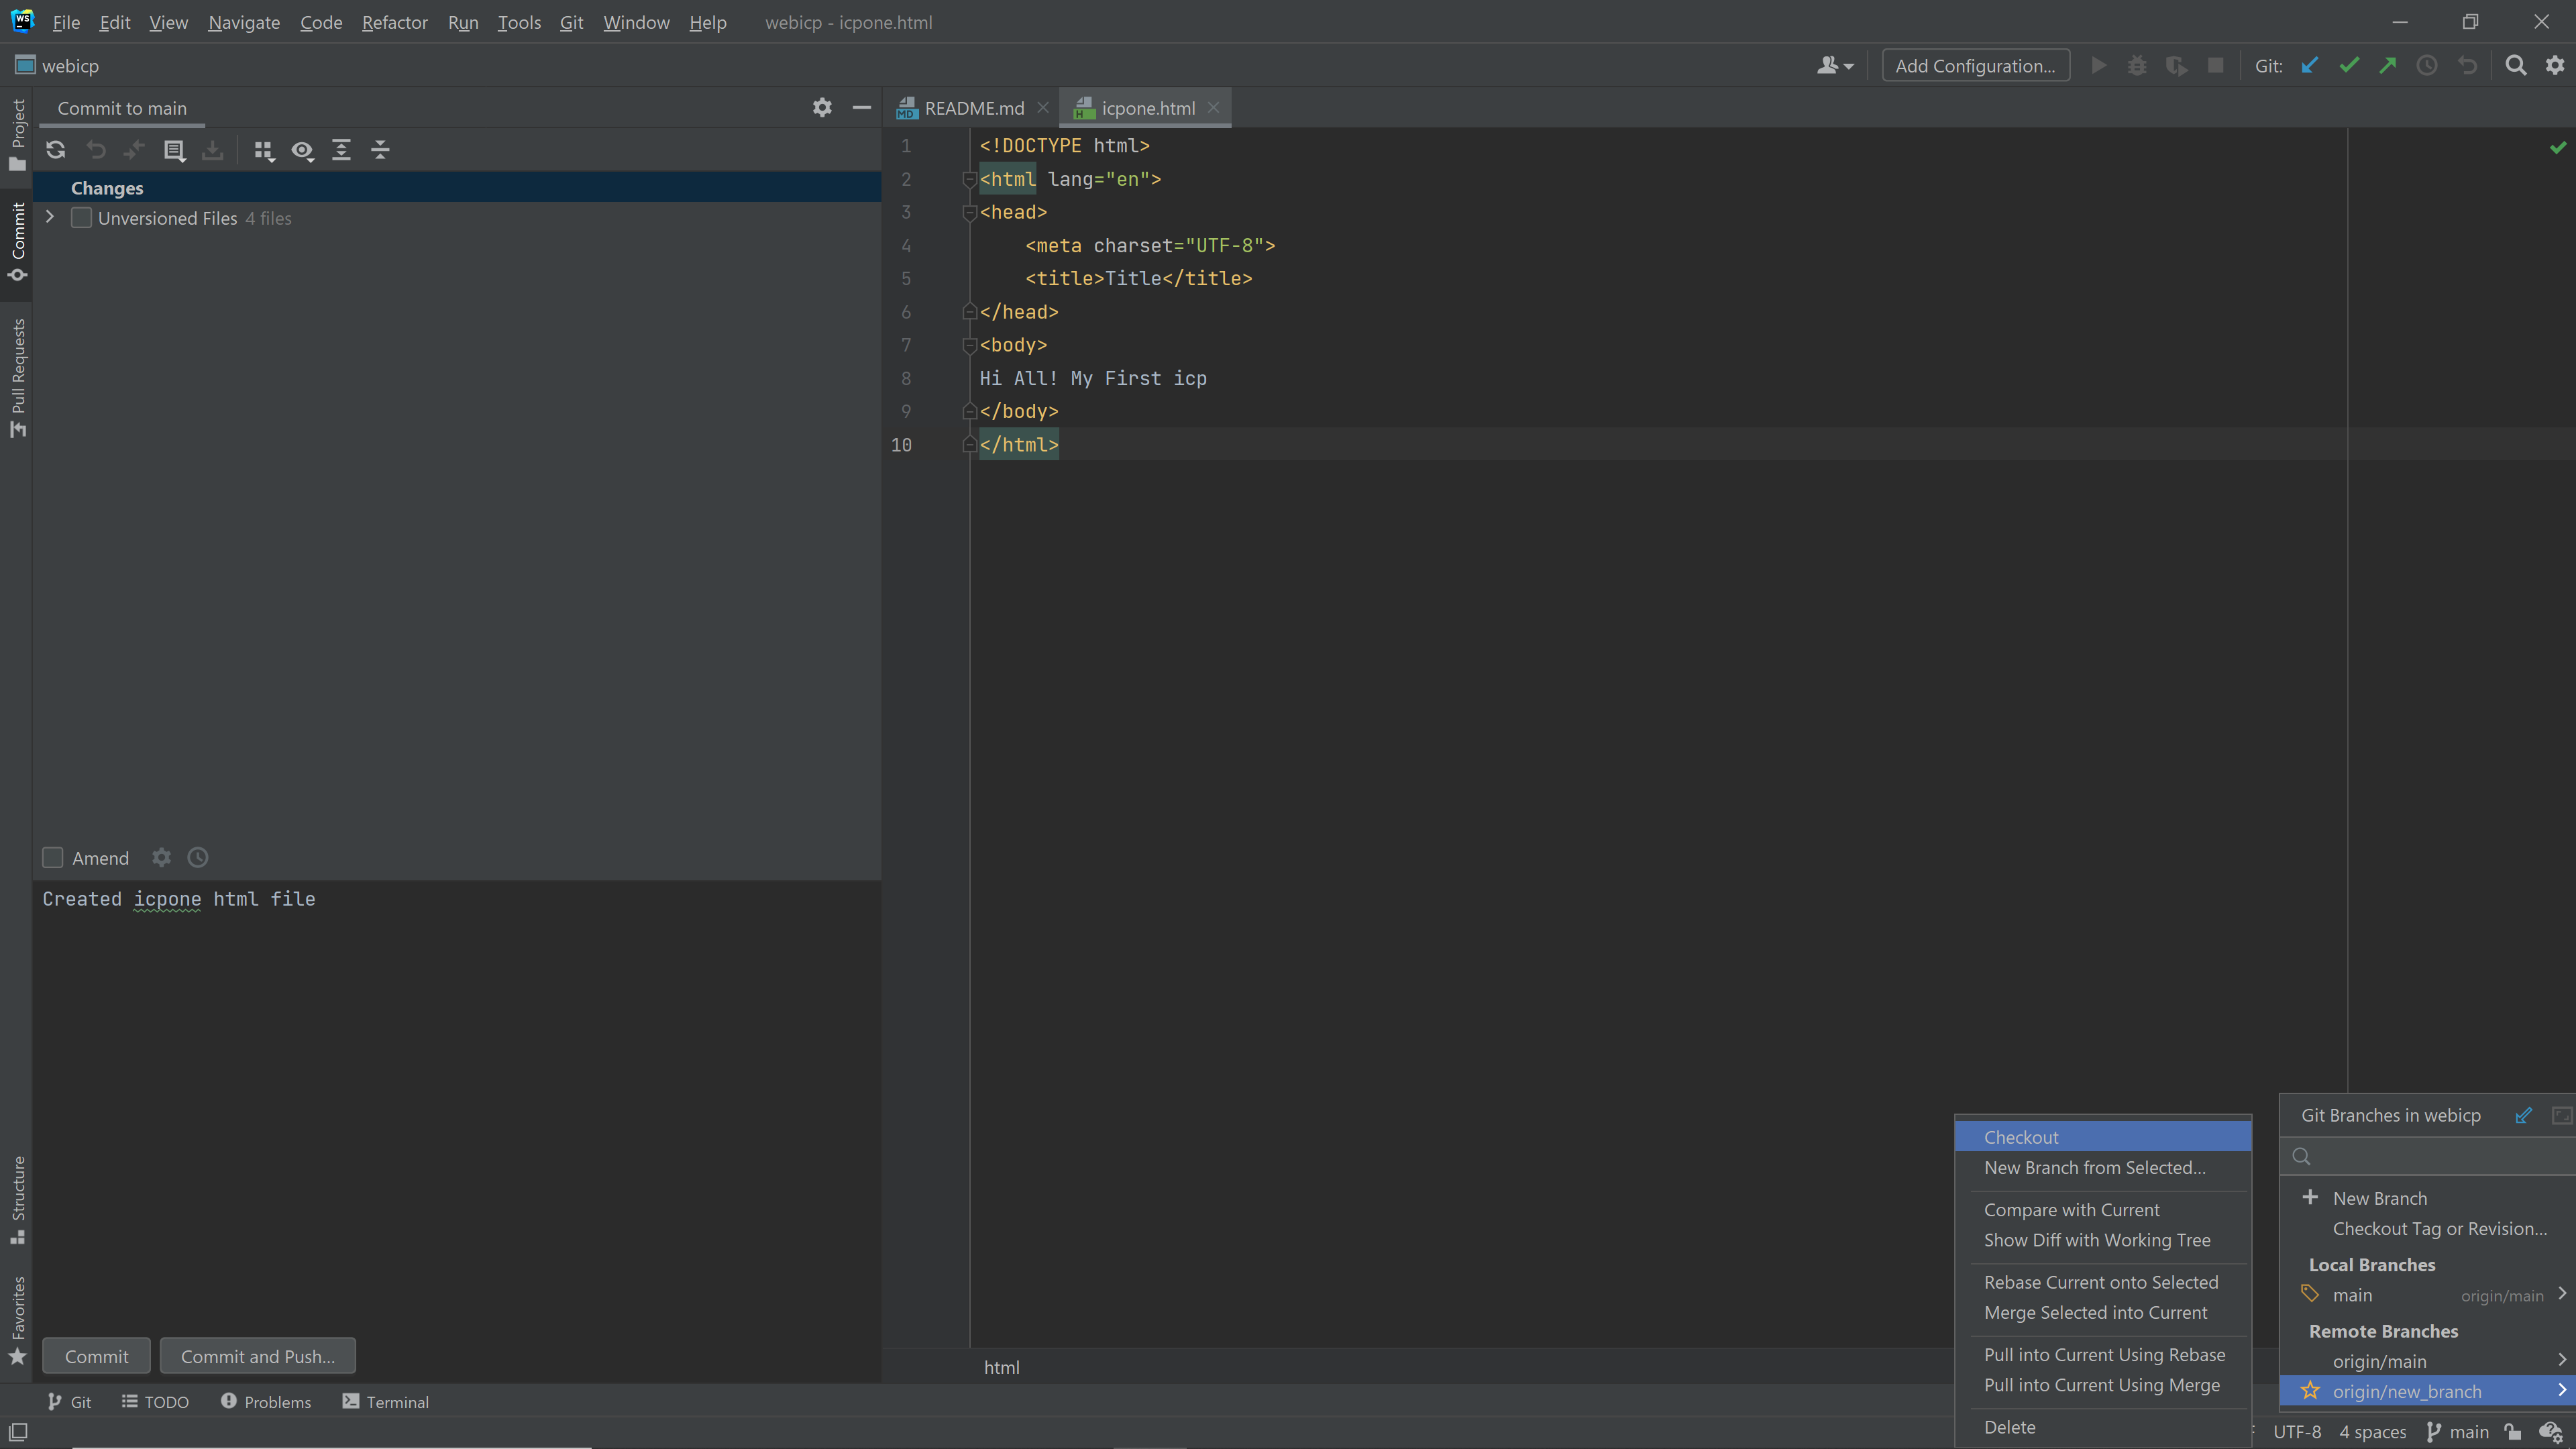 WS File Edit View Navigate Code Refactor Run Tools Git Window Help webicp - icpone.html
webicp Add Configuration... Git:
Project
Commit
Pull Requests
Structure
Favorites
Commit to main
Changes
Unversioned Files 4 files
Amend
Created icpone html file
Commit Commit and Push...
MD README.md H icpone.html
1 <!DOCTYPE html>
2 <html lang="en">
3 <head>
4 <meta charset="UTF-8">
5 <title>Title</title>
6 </head>
7 <body>
8 Hi All! My First icp
9 </body>
10 </html>
html
Checkout
New Branch from Selected...
Compare with Current
Show Diff with Working Tree
Rebase Current onto Selected
Merge Selected into Current
Pull into Current Using Rebase
Pull into Current Using Merge
Delete
Git Branches in webicp
New Branch
Checkout Tag or Revision...
Local Branches
main origin/main
Remote Branches
origin/main
origin/new_branch
Git TODO Problems Terminal
UTF-8 4 spaces main